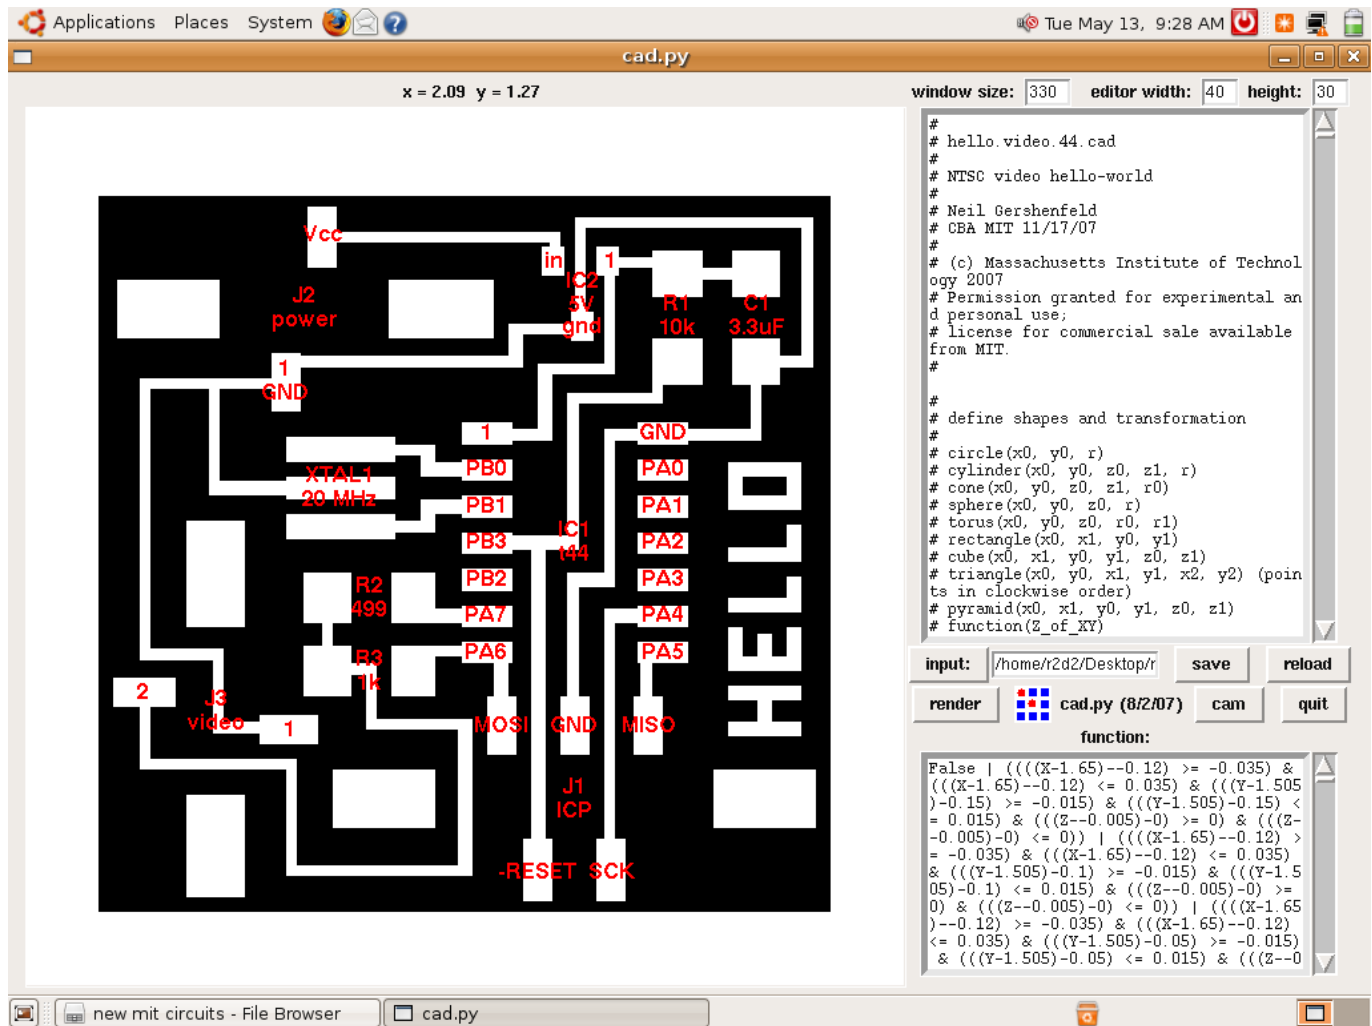 Applications Places System
Tue May 13, 9:28 AM
cad.py
x = 2.09 y = 1.27
window size: 330 editor width: 40 height: 30
Vcc
in
1
IC2
5V
gnd
J2
power
R1
10k
C1
3.3uF
1
GND
1
GND
PB0
PA0
XTAL1
20 MHz
PB1
PA1
PB3
IC1
t44
PA2
PB2
PA3
R2
499
PA7
PA4
PA6
PA5
R3
1k
HELLO
2
J3
video
1
MOSI
GND
MISO
J1
ICP
-RESET
SCK
#
# hello.video.44.cad
#
# NTSC video hello-world
#
# Neil Gershenfeld
# CBA MIT 11/17/07
#
# (c) Massachusetts Institute of Technol
ogy 2007
# Permission granted for experimental an
d personal use;
# license for commercial sale available
from MIT.
#
#
# define shapes and transformation
#
# circle(x0, y0, r)
# cylinder(x0, y0, z0, z1, r)
# cone(x0, y0, z0, z1, r0)
# sphere(x0, y0, z0, r)
# torus(x0, y0, z0, r0, r1)
# rectangle(x0, x1, y0, y1)
# cube(x0, x1, y0, y1, z0, z1)
# triangle(x0, y0, x1, y1, x2, y2) (poin
ts in clockwise order)
# pyramid(x0, x1, y0, y1, z0, z1)
# function(Z_of_XY)
input: /home/r2d2/Desktop/r save reload
render cad.py (8/2/07) cam quit
function:
False | ((((X-1.65)--0.12) >= -0.035) &
(((X-1.65)--0.12) <= 0.035) & (((Y-1.505
)-0.15) >= -0.015) & (((Y-1.505)-0.15) <
= 0.015) & (((Z--0.005)-0) >= 0) & (((Z-
-0.005)-0) <= 0)) | ((((X-1.65)--0.12) >
= -0.035) & (((X-1.65)--0.12) <= 0.035)
& (((Y-1.505)-0.1) >= -0.015) & (((Y-1.5
05)-0.1) <= 0.015) & (((Z--0.005)-0) >=
0) & (((Z--0.005)-0) <= 0)) | ((((X-1.65
)--0.12) >= -0.035) & (((X-1.65)--0.12)
<= 0.035) & (((Y-1.505)-0.05) >= -0.015)
& (((Y-1.505)-0.05) <= 0.015) & (((Z--0
new mit circuits - File Browser
cad.py